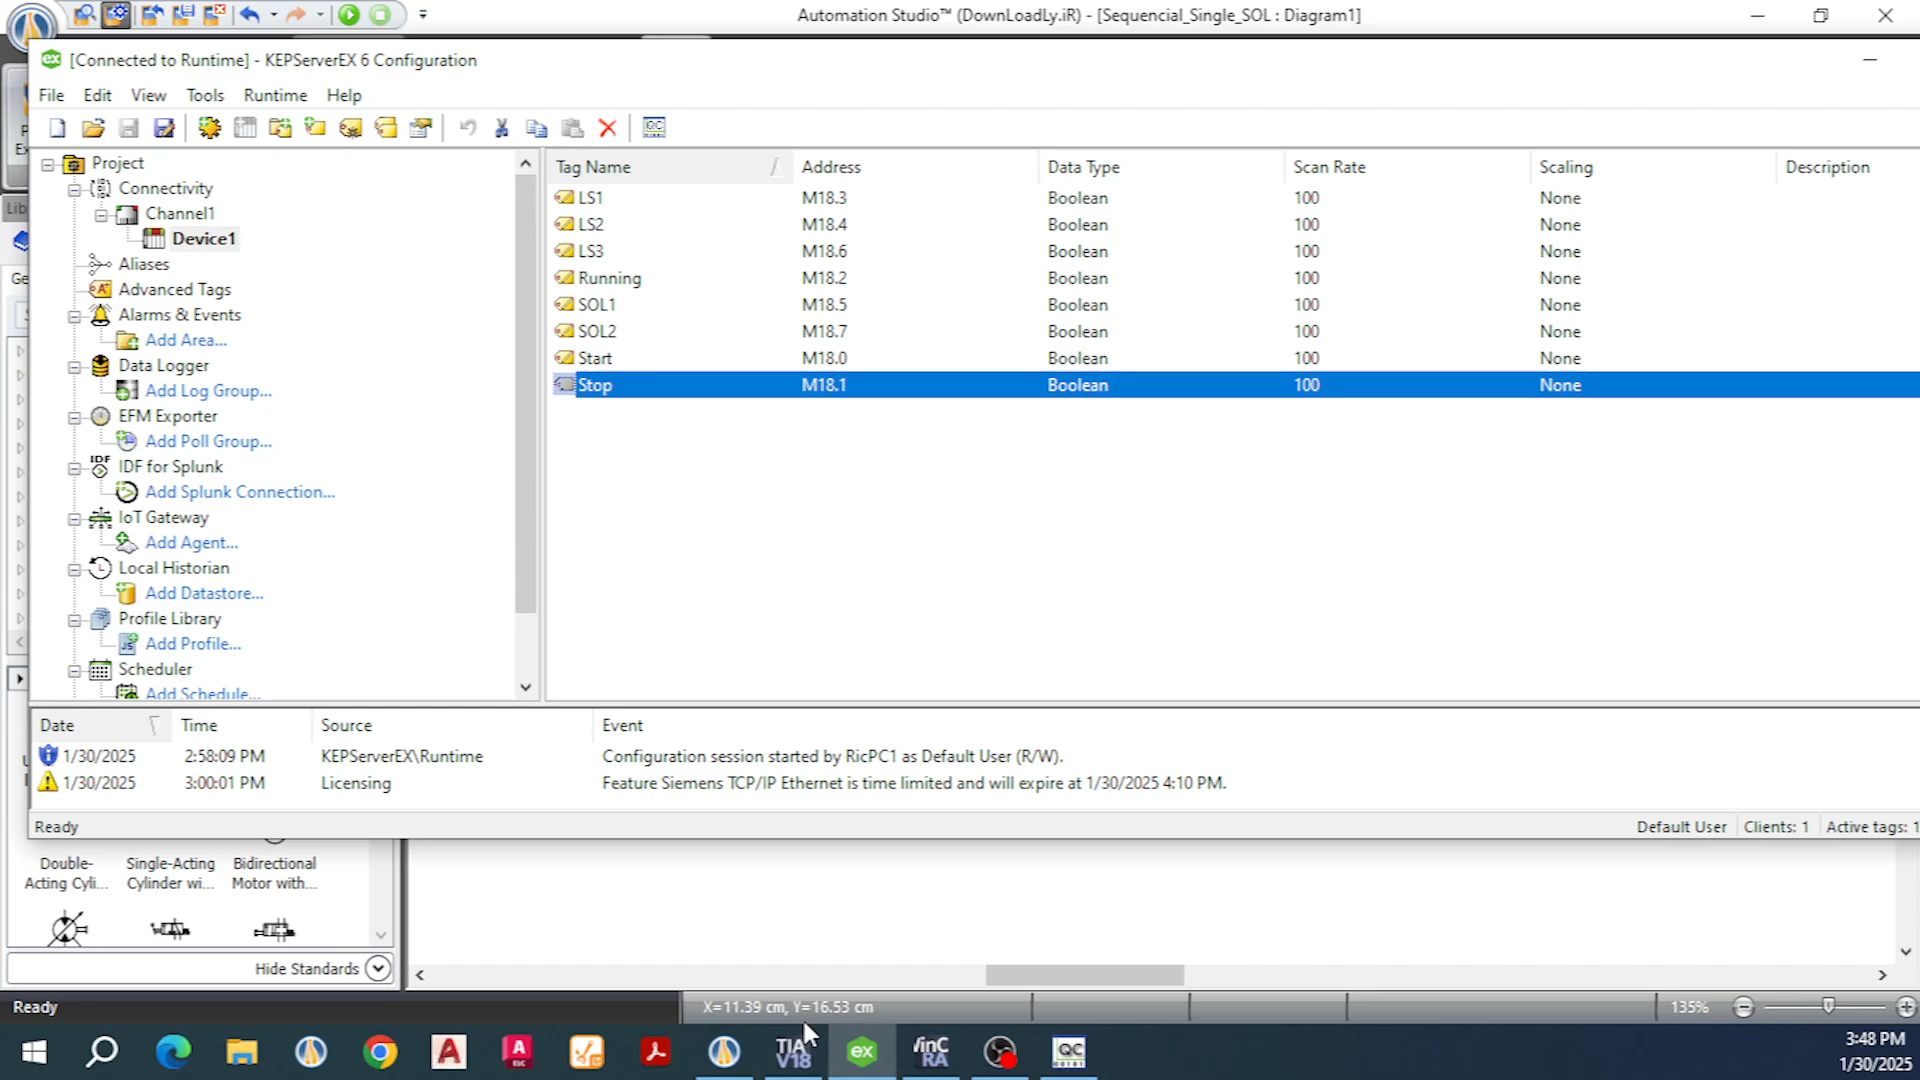 Automation Studio™ (DownLoadLy.iR) - [Sequencial_Single_SOL : Diagram1]
[Connected to Runtime] - KEPServerEX 6 Configuration
File Edit View Tools Runtime Help
Project
Connectivity
Channel1
Device1
Aliases
Advanced Tags
Alarms & Events
Add Area...
Data Logger
Add Log Group...
EFM Exporter
Add Poll Group...
IDF for Splunk
Add Splunk Connection...
IoT Gateway
Add Agent...
Local Historian
Add Datastore...
Profile Library
Add Profile...
Scheduler
Add Schedule...
Tag Name Address Data Type Scan Rate Scaling Description
LS1 M18.3 Boolean 100 None
LS2 M18.4 Boolean 100 None
LS3 M18.6 Boolean 100 None
Running M18.2 Boolean 100 None
SOL1 M18.5 Boolean 100 None
SOL2 M18.7 Boolean 100 None
Start M18.0 Boolean 100 None
Stop M18.1 Boolean 100 None
Date Time Source Event
1/30/2025 2:58:09 PM KEPServerEX\Runtime Configuration session started by RicPC1 as Default User (R/W).
1/30/2025 3:00:01 PM Licensing Feature Siemens TCP/IP Ethernet is time limited and will expire at 1/30/2025 4:10 PM.
Ready Default User Clients: 1 Active tags: 1
Double-Acting Cyli... Single-Acting Cylinder wi... Bidirectional Motor with...
Hide Standards
Ready X=11.39 cm, Y=16.53 cm 135%
TIA V18 ex RA QC
3:48 PM
1/30/2025